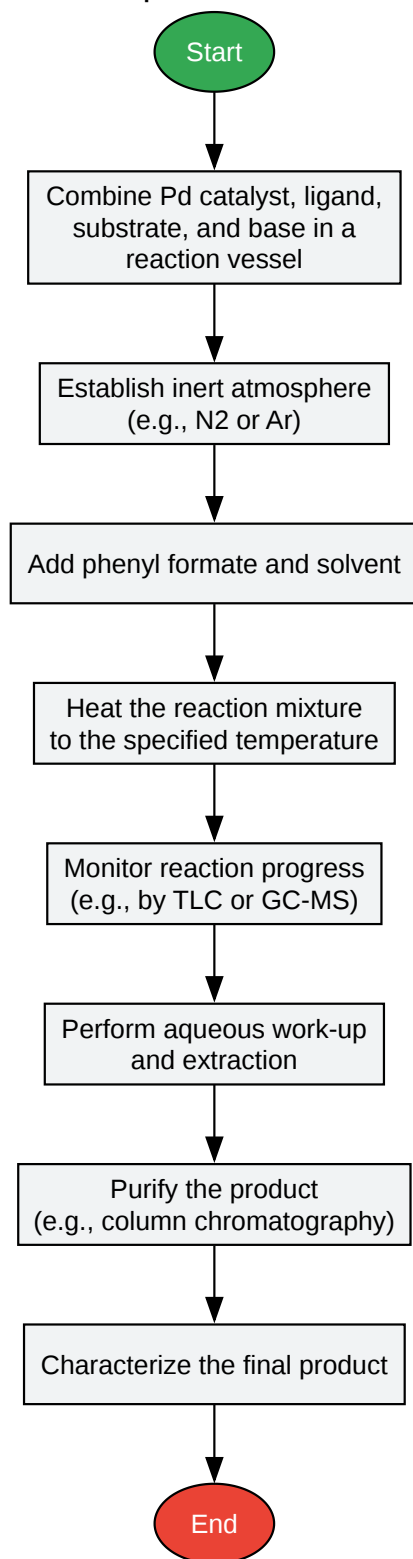 Start
Combine Pd catalyst, ligand,
substrate, and base in a
reaction vessel
Establish inert atmosphere
(e.g., N2 or Ar)
Add phenyl formate and solvent
Heat the reaction mixture
to the specified temperature
Monitor reaction progress
(e.g., by TLC or GC-MS)
Perform aqueous work-up
and extraction
Purify the product
(e.g., column chromatography)
Characterize the final product
End